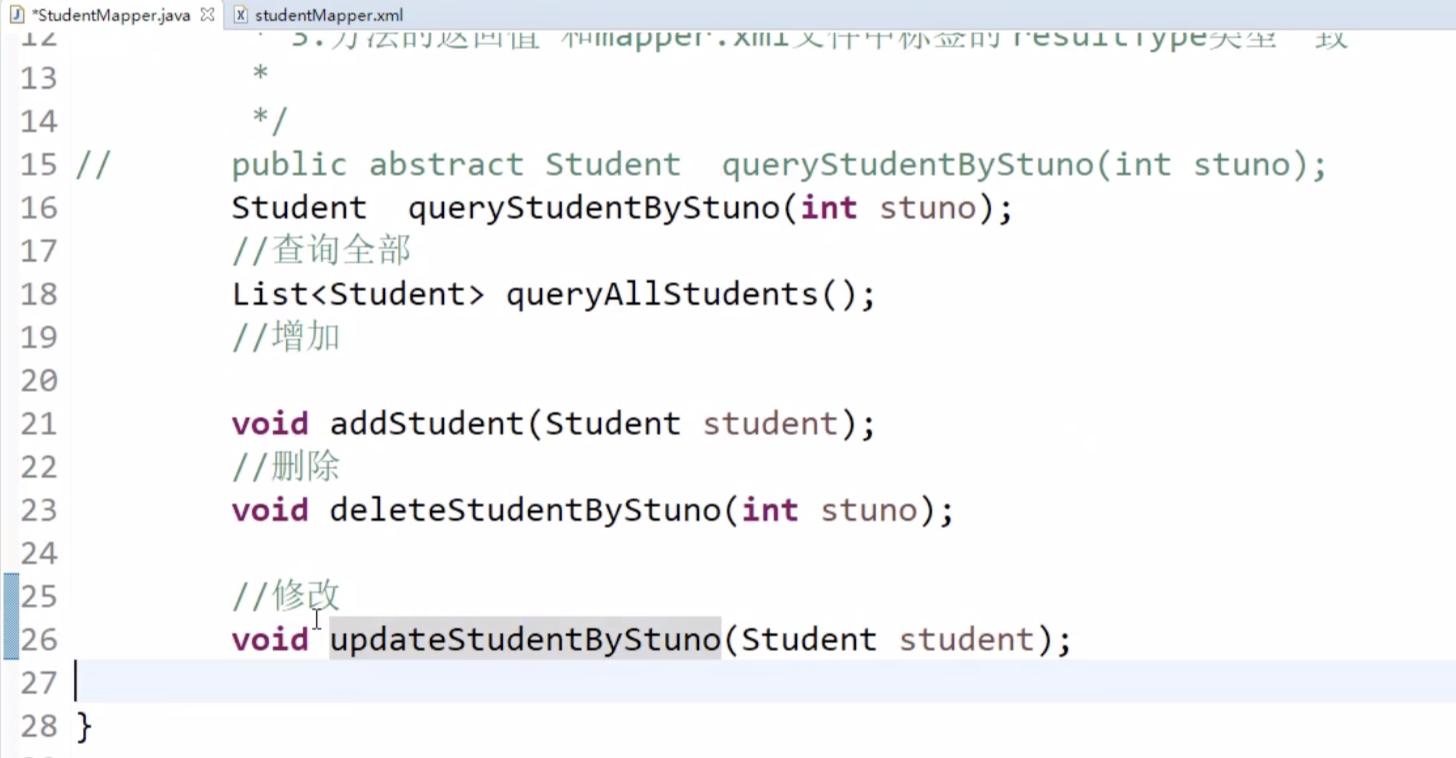 *StudentMapper.java studentMapper.xml
12 * 3.方法的返回值 和mapper.xml文件中标签的 resultType类型 致
13 *
14 */
15 // public abstract Student queryStudentByStuno(int stuno);
16 Student queryStudentByStuno(int stuno);
17 //查询全部
18 List<Student> queryAllStudents();
19 //增加
20
21 void addStudent(Student student);
22 //删除
23 void deleteStudentByStuno(int stuno);
24
25 //修改
26 void updateStudentByStuno(Student student);
27
28 }